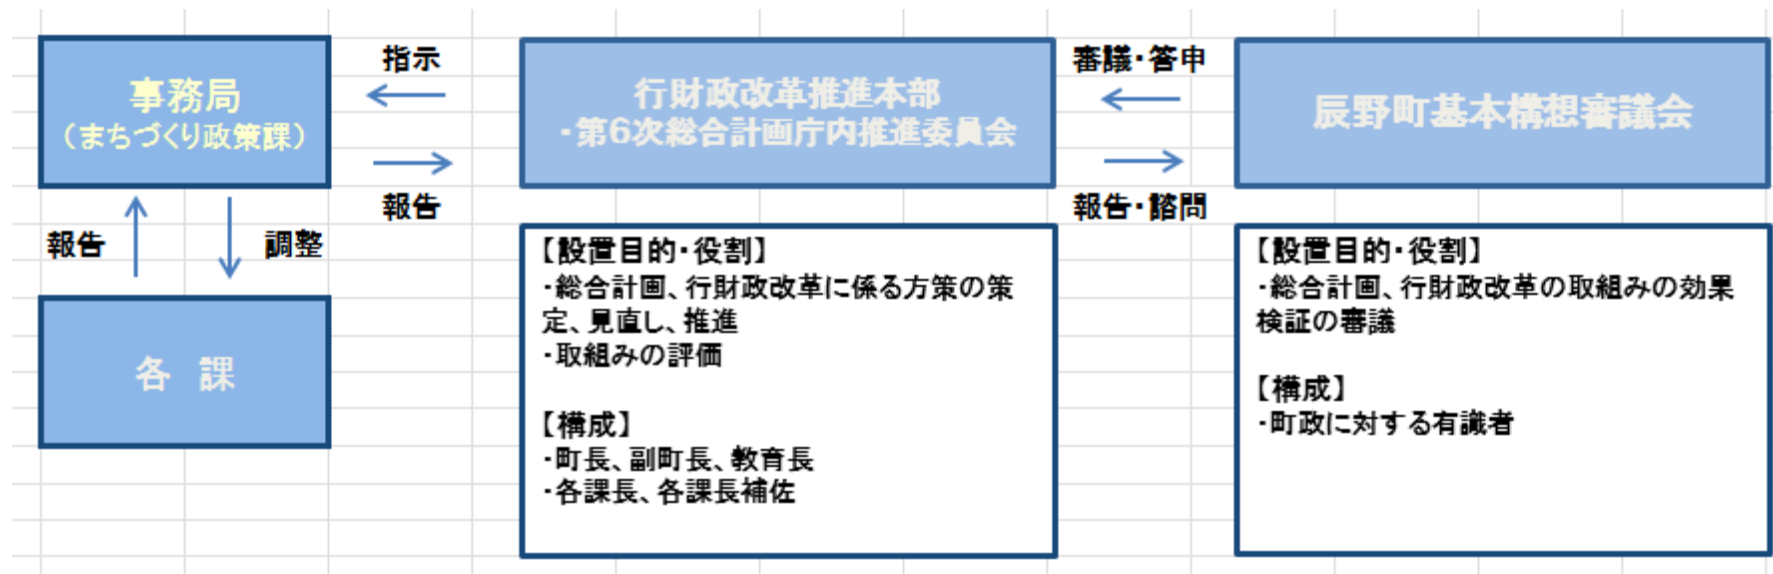 事務局
(まちづくり政策課)
指示
報告
行財政改革推進本部
・第6次総合計画庁内推進委員会
審議・答申
報告・諮問
辰野町基本構想審議会
報告
調整
各　課
【設置目的・役割】
・総合計画、行財政改革に係る方策の策
定、見直し、推進
・取組みの評価
【構成】
・町長、副町長、教育長
・各課長、各課長補佐
【設置目的・役割】
・総合計画、行財政改革の取組みの効果
検証の審議
【構成】
・町政に対する有識者